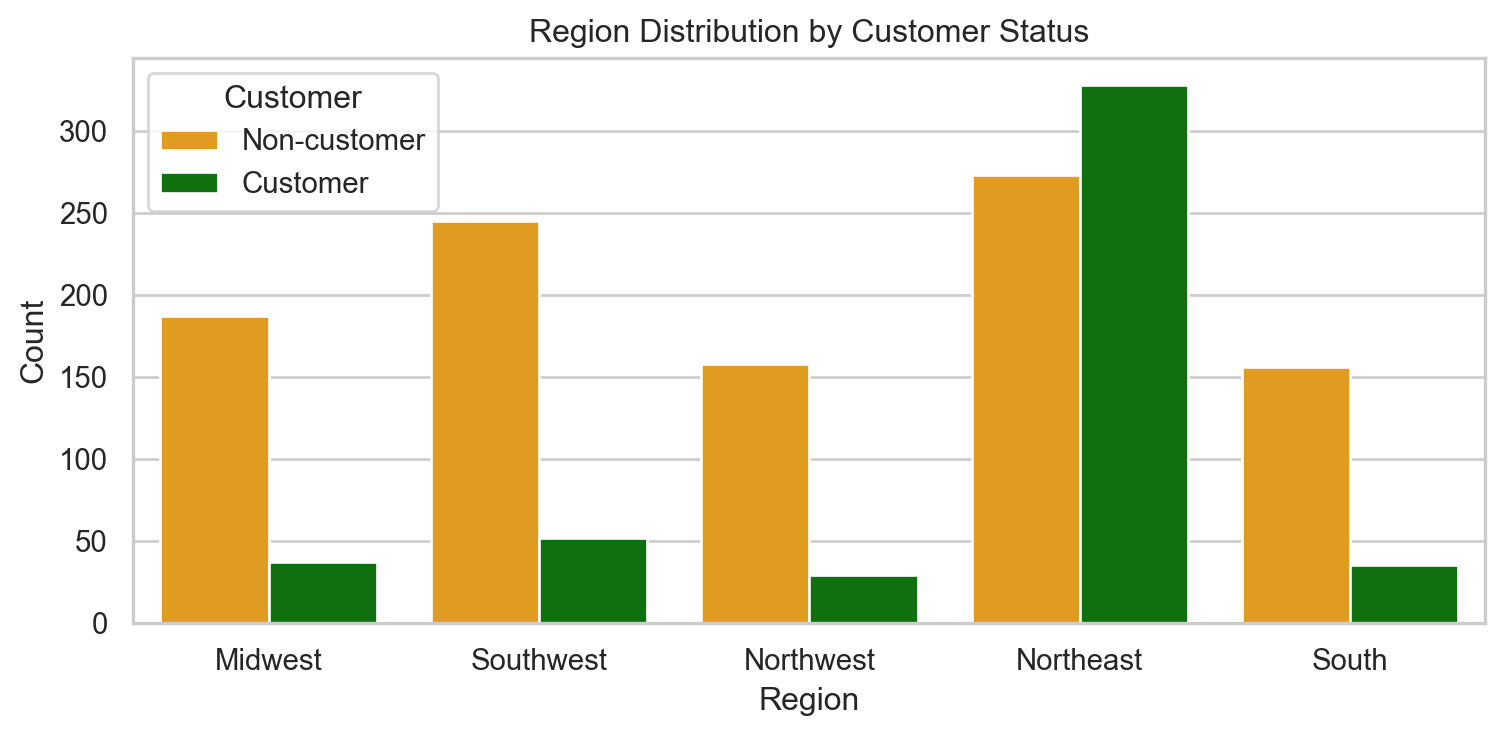 Region Distribution by Customer Status
Customer
Non-customer
Customer
Count
300
250
200
150
100
50
0
Midwest Southwest Northwest Northeast South
Region